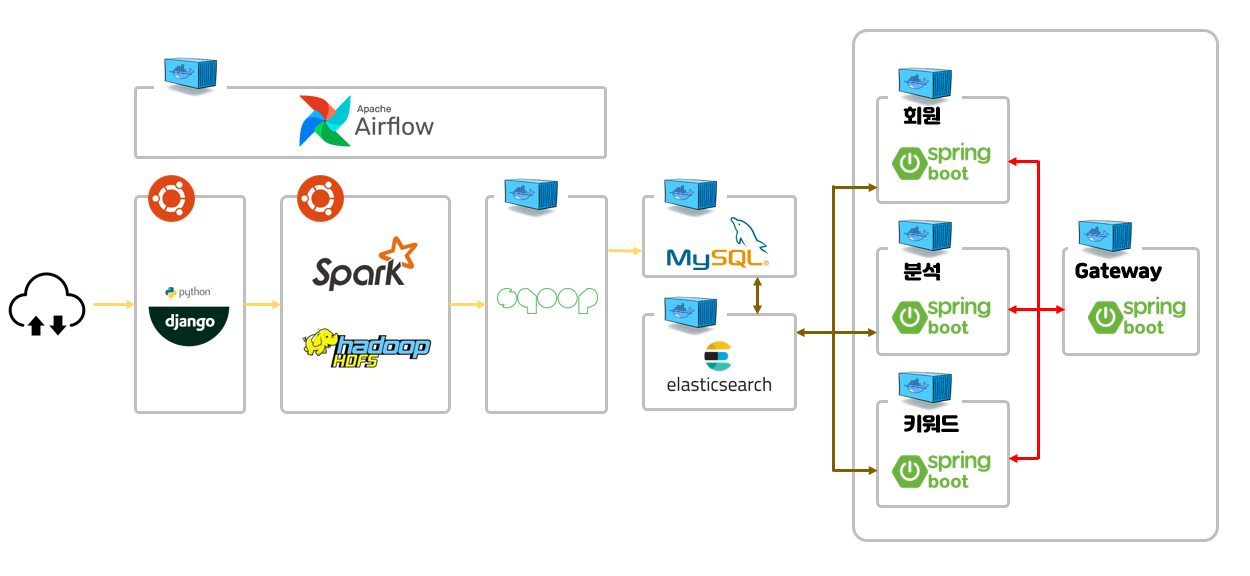 Apache
Airflow
python
django
Spark
hadoop
HDFS
sqoop
MySQL®
elasticsearch
회원
spring
boot
분석
spring
boot
키워드
spring
boot
Gateway
spring
boot